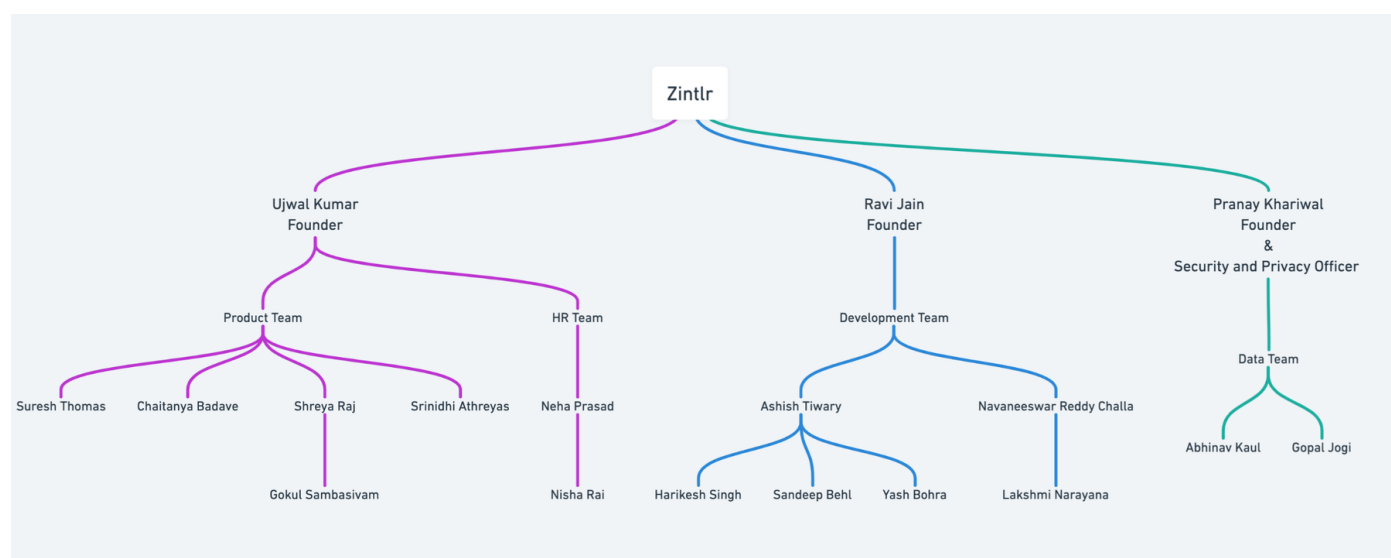 Zintlr
Ujwal Kumar
Founder
Ravi Jain
Founder
Pranay Khariwal
Founder
&
Security and Privacy Officer
Product Team
HR Team
Development Team
Data Team
Suresh Thomas
Chaitanya Badave
Shreya Raj
Srinidhi Athreyas
Neha Prasad
Ashish Tiwary
Navaneeswar Reddy Challa
Abhinav Kaul
Gopal Jogi
Gokul Sambasivam
Nisha Rai
Harikesh Singh
Sandeep Behl
Yash Bohra
Lakshmi Narayana